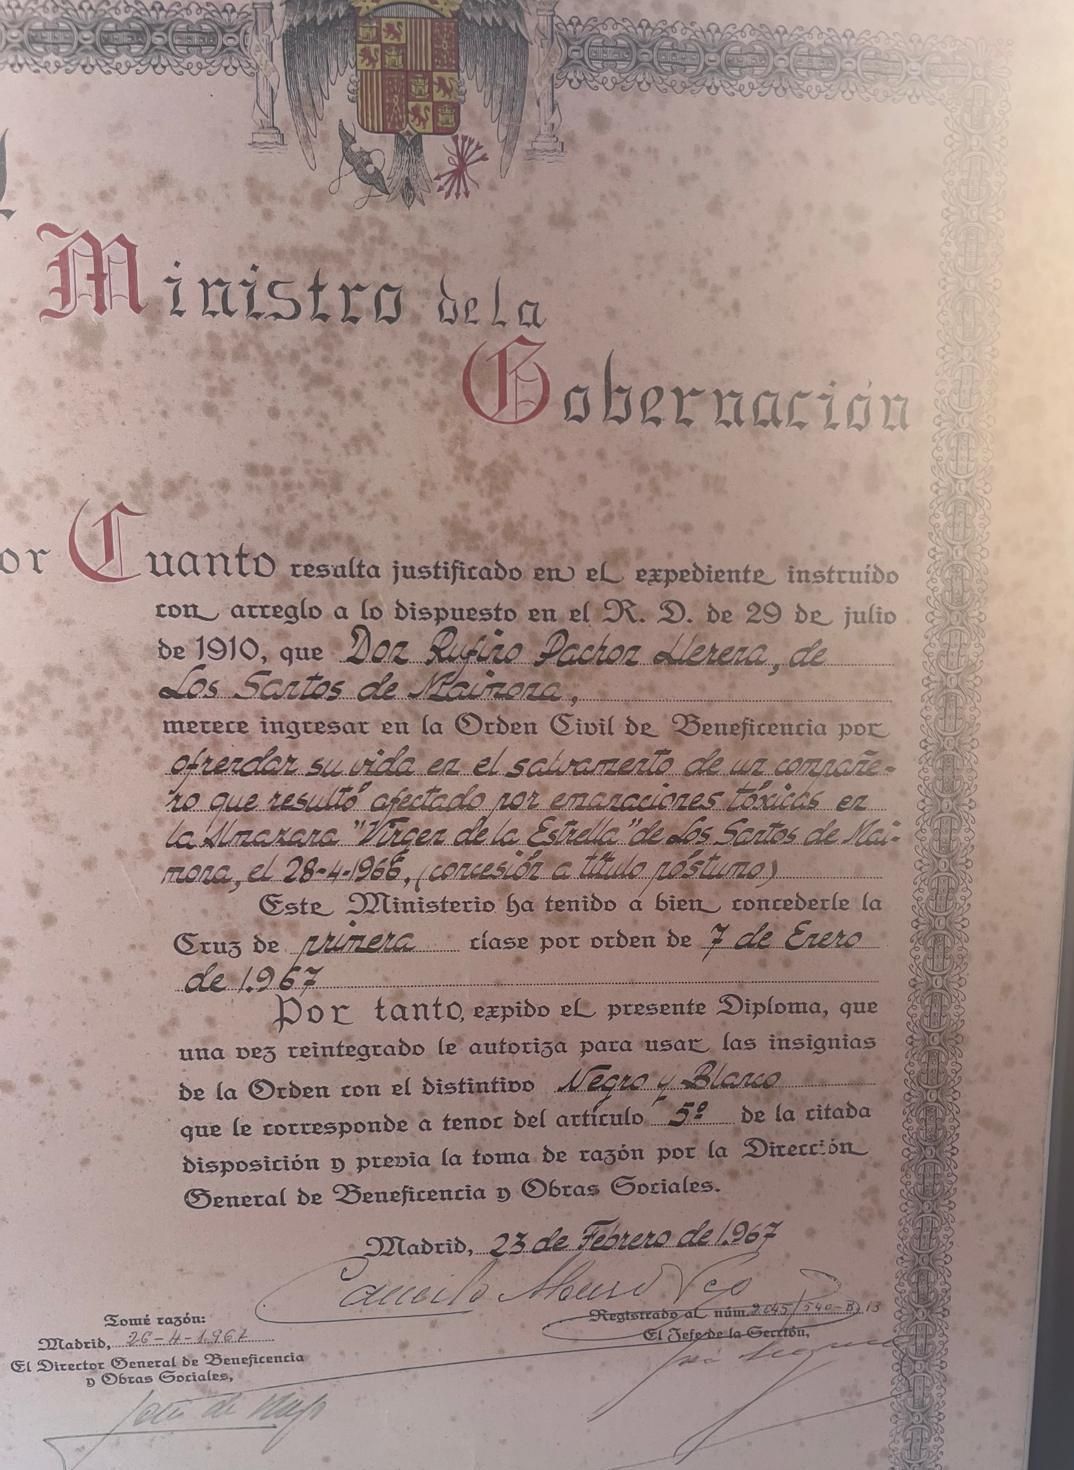 Ministro de la
Gobernación
or Cuanto resulta justificado en el expediente instruído
con arreglo a lo dispuesto en el R. D. de 29 de julio
de 1910, que Don Rufino Pachon Llerena, de
Los Santos de Maimona,
merece ingresar en la Orden Civil de Beneficencia por
ofrendar su vida en el salvamento de un compañe-
ro que resultó afectado por emanaciones tóxicas en
la Almazara "Virgen de la Estrella" de Los Santos de Mai-
mona, el 28-4-1966, (concesión a título póstumo)
Este Ministerio ha tenido a bien concederle la
Cruz de primera clase por orden de 7 de Enero
de 1.967
Por tanto, expido el presente Diploma, que
una vez reintegrado le autoriza para usar las insignias
de la Orden con el distintivo Negro y Blanco
que le corresponde a tenor del artículo 5º de la citada
disposición y previa la toma de razón por la Dirección
General de Beneficencia y Obras Sociales.
Madrid, 23 de Febrero de 1.967
Camilo Alonso Vega
Tomé razón:
Madrid, 26-4-1.967
El Director General de Beneficencia
y Obras Sociales,
Registrado al núm.
El Jefe de la Sección,